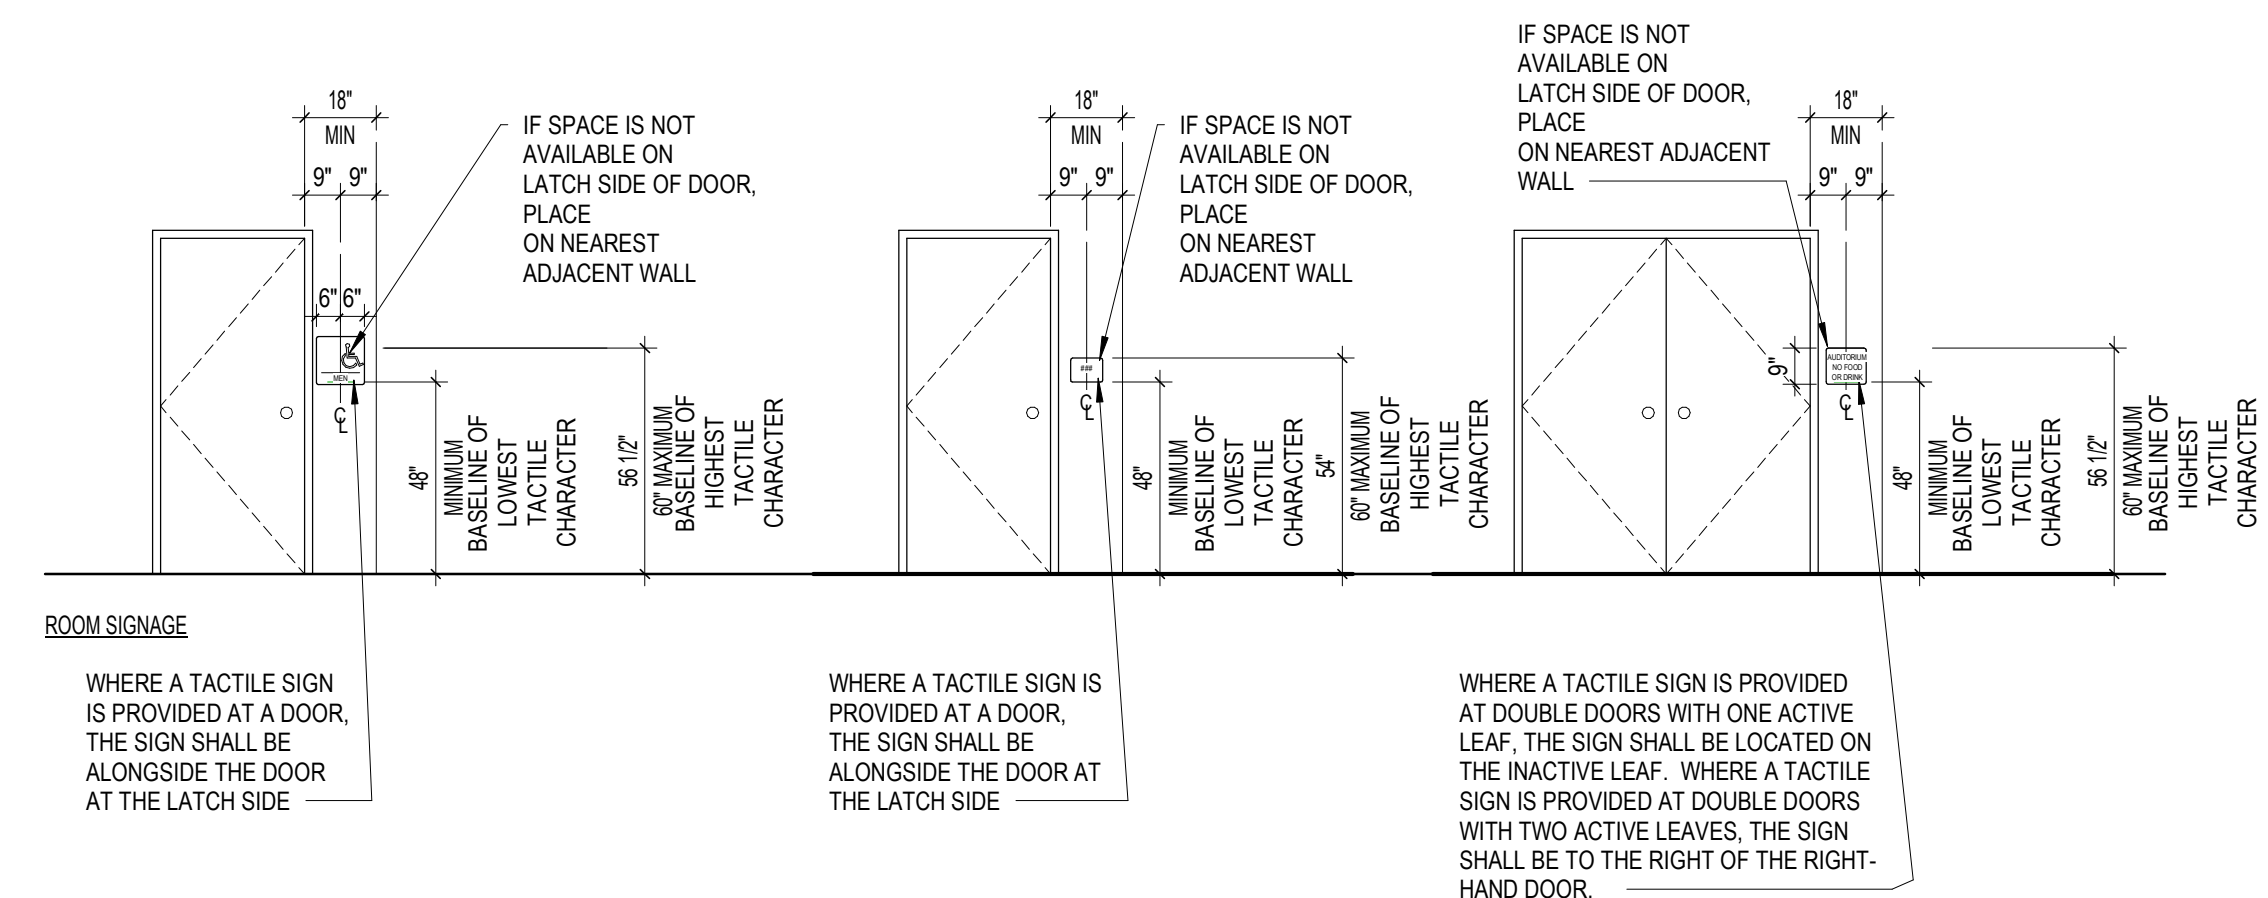 18"
MIN
9" 9"
IF SPACE IS NOT
AVAILABLE ON
LATCH SIDE OF DOOR,
PLACE
ON NEAREST
ADJACENT WALL
6" 6"
MEN
CL
48"
MINIMUM
BASELINE OF
LOWEST
TACTILE
CHARACTER
56 1/2"
60" MAXIMUM
BASELINE OF
HIGHEST
TACTILE
CHARACTER
18"
MIN
9" 9"
IF SPACE IS NOT
AVAILABLE ON
LATCH SIDE OF DOOR,
PLACE
ON NEAREST
ADJACENT WALL
###
CL
48"
MINIMUM
BASELINE OF
LOWEST
TACTILE
CHARACTER
54"
60" MAXIMUM
BASELINE OF
HIGHEST
TACTILE
CHARACTER
IF SPACE IS NOT
AVAILABLE ON
LATCH SIDE OF DOOR,
PLACE
ON NEAREST ADJACENT
WALL
18"
MIN
9" 9"
9"
AUDITORIUM
NO FOOD
OR DRINK
CL
48"
MINIMUM
BASELINE OF
LOWEST
TACTILE
CHARACTER
56 1/2"
60" MAXIMUM
BASELINE OF
HIGHEST
TACTILE
CHARACTER
ROOM SIGNAGE
WHERE A TACTILE SIGN
IS PROVIDED AT A DOOR,
THE SIGN SHALL BE
ALONGSIDE THE DOOR
AT THE LATCH SIDE
WHERE A TACTILE SIGN IS
PROVIDED AT A DOOR,
THE SIGN SHALL BE
ALONGSIDE THE DOOR AT
THE LATCH SIDE
WHERE A TACTILE SIGN IS PROVIDED
AT DOUBLE DOORS WITH ONE ACTIVE
LEAF, THE SIGN SHALL BE LOCATED ON
THE INACTIVE LEAF.  WHERE A TACTILE
SIGN IS PROVIDED AT DOUBLE DOORS
WITH TWO ACTIVE LEAVES, THE SIGN
SHALL BE TO THE RIGHT OF THE RIGHT-
HAND DOOR.